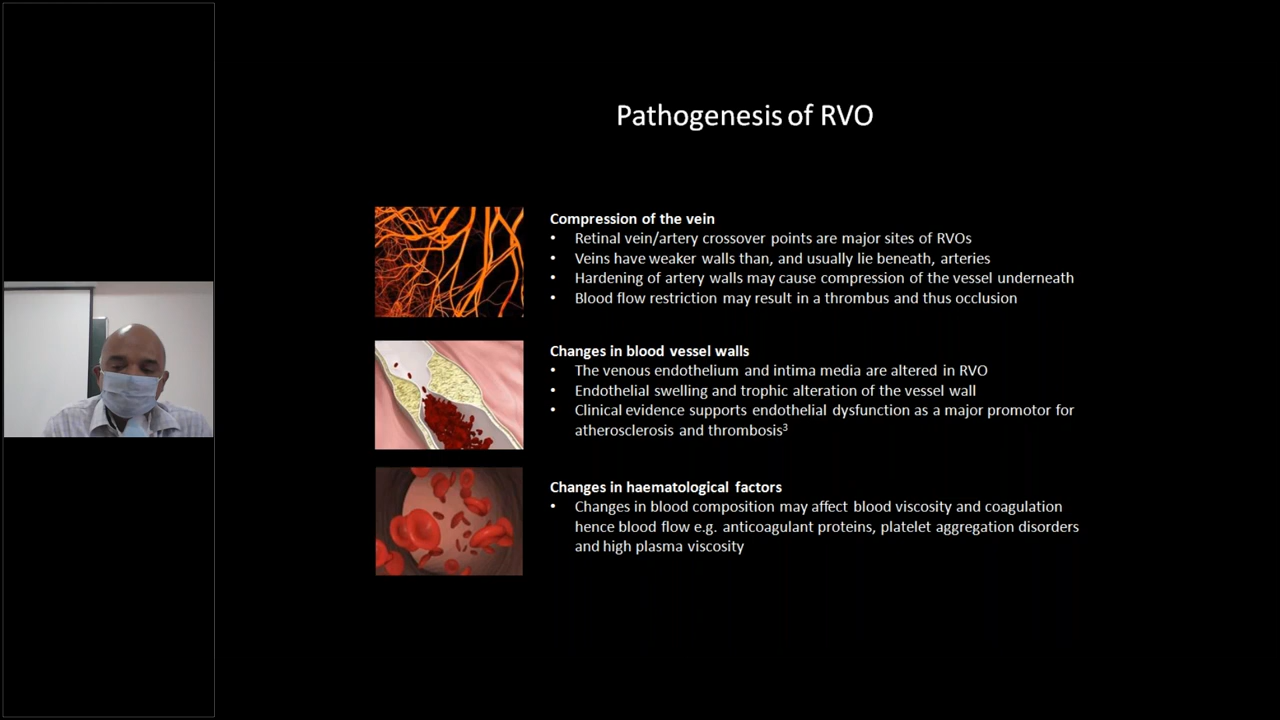 Pathogenesis of RVO
Compression of the vein
• Retinal vein/artery crossover points are major sites of RVOs
• Veins have weaker walls than, and usually lie beneath, arteries
• Hardening of artery walls may cause compression of the vessel underneath
• Blood flow restriction may result in a thrombus and thus occlusion
Changes in blood vessel walls
• The venous endothelium and intima media are altered in RVO
• Endothelial swelling and trophic alteration of the vessel wall
• Clinical evidence supports endothelial dysfunction as a major promotor for
atherosclerosis and thrombosis³
Changes in haematological factors
• Changes in blood composition may affect blood viscosity and coagulation
hence blood flow e.g. anticoagulant proteins, platelet aggregation disorders
and high plasma viscosity